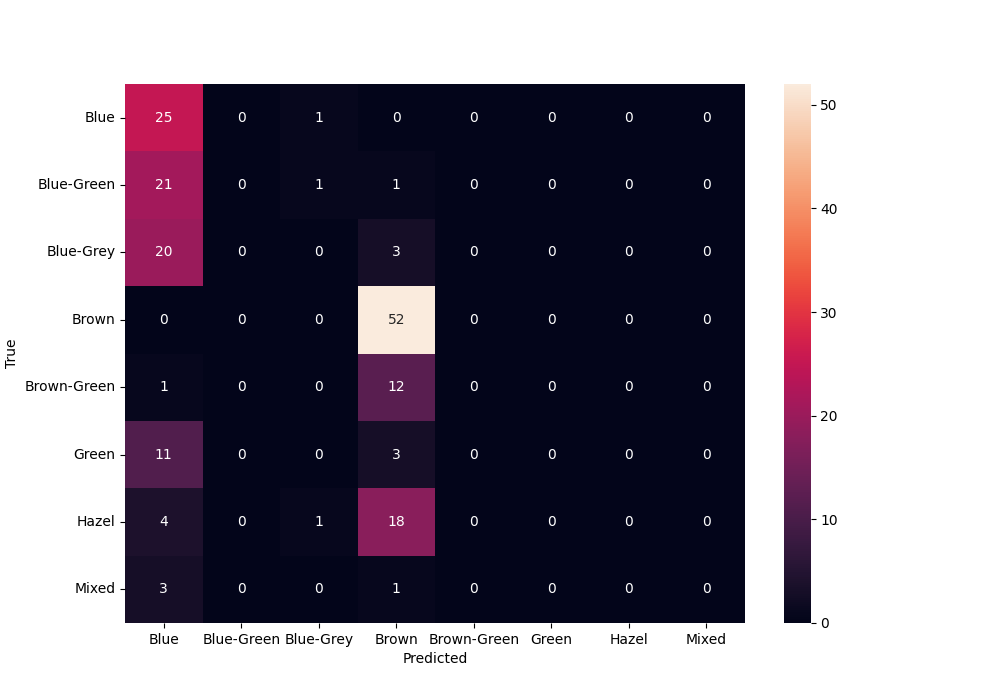 Blue 25 0 1 0 0 0 0 0
Blue-Green 21 0 1 1 0 0 0 0
Blue-Grey 20 0 0 3 0 0 0 0
Brown 0 0 0 52 0 0 0 0
Brown-Green 1 0 0 12 0 0 0 0
Green 11 0 0 3 0 0 0 0
Hazel 4 0 1 18 0 0 0 0
Mixed 3 0 0 1 0 0 0 0
Blue Blue-Green Blue-Grey Brown Brown-Green Green Hazel Mixed
Predicted
True
50
40
30
20
10
0